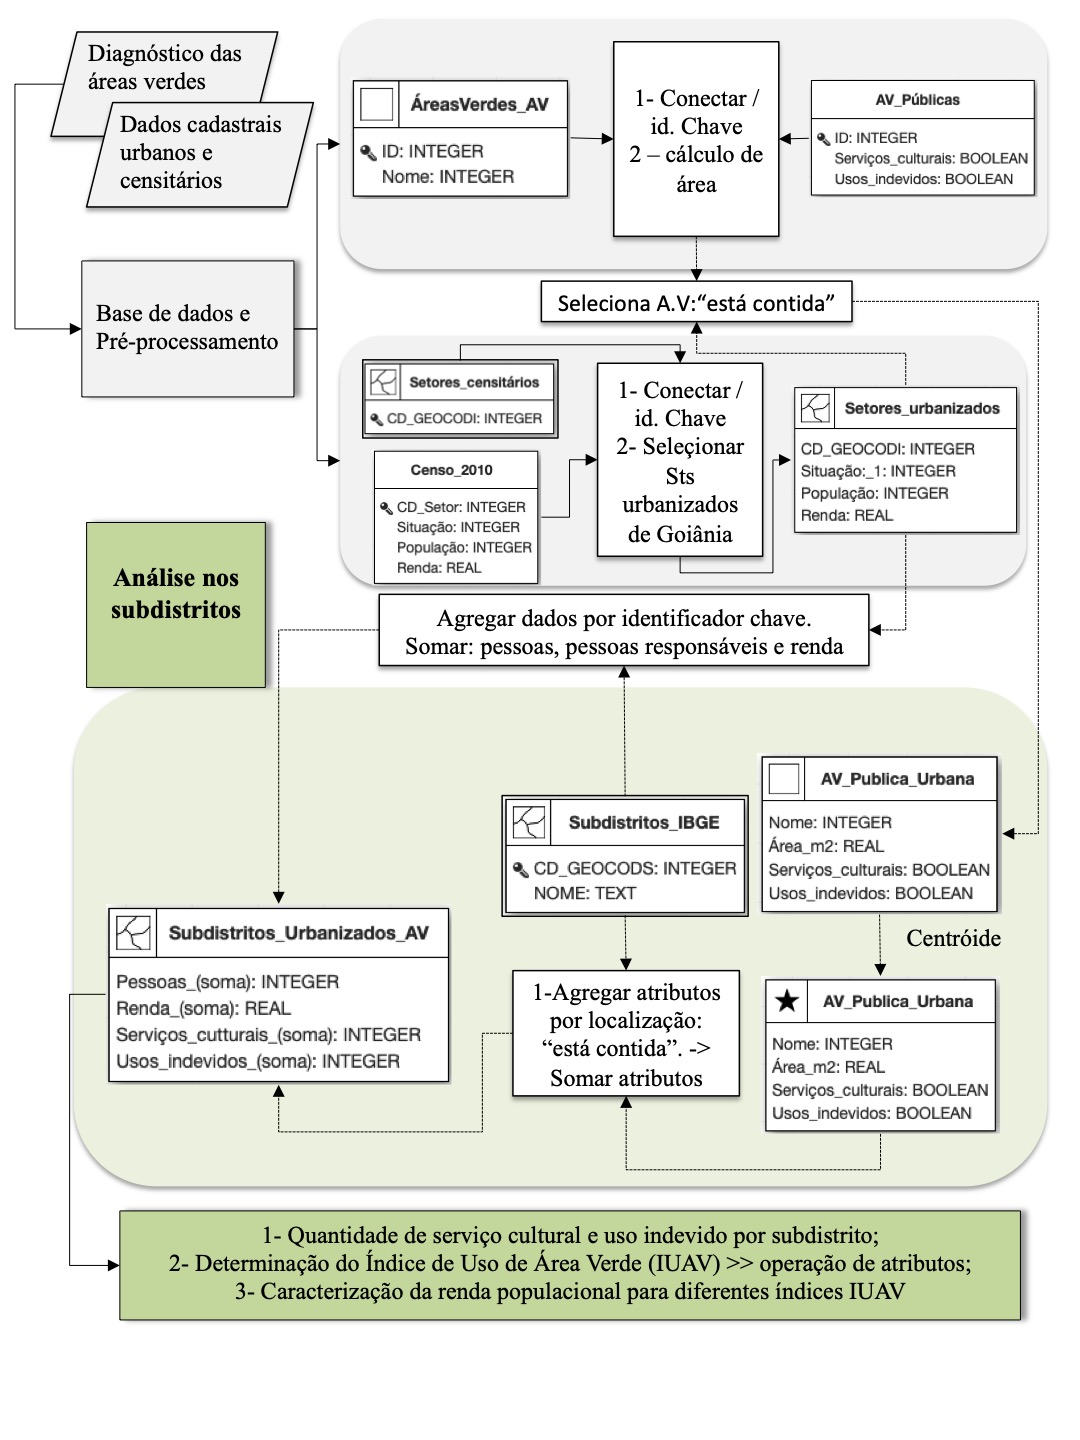 Diagnóstico das
áreas verdes
Dados cadastrais
urbanos e
censitários
Base de dados e
Pré-processamento
ÁreasVerdes_AV
ID: INTEGER
Nome: INTEGER
1- Conectar /
id. Chave
2 – cálculo de
área
AV_Públicas
ID: INTEGER
Serviços_culturais: BOOLEAN
Usos_indevidos: BOOLEAN
Seleciona A.V:“está contida”
Setores_censitários
CD_GEOCODI: INTEGER
Censo_2010
CD_Setor: INTEGER
Situação: INTEGER
População: INTEGER
Renda: REAL
1- Conectar /
id. Chave
2- Seleçionar
Sts
urbanizados
de Goiânia
Setores_urbanizados
CD_GEOCODI: INTEGER
Situação:_1: INTEGER
População: INTEGER
Renda: REAL
Análise nos
subdistritos
Agregar dados por identificador chave.
Somar: pessoas, pessoas responsáveis e renda
Subdistritos_IBGE
CD_GEOCODS: INTEGER
NOME: TEXT
AV_Publica_Urbana
Nome: INTEGER
Área_m2: REAL
Serviços_culturais: BOOLEAN
Usos_indevidos: BOOLEAN
Centróide
Subdistritos_Urbanizados_AV
Pessoas_(soma): INTEGER
Renda_(soma): REAL
Serviços_cutturais_(soma): INTEGER
Usos_indevidos_(soma): INTEGER
1-Agregar atributos
por localização:
“está contida”. ->
Somar atributos
AV_Publica_Urbana
Nome: INTEGER
Área_m2: REAL
Serviços_culturais: BOOLEAN
Usos_indevidos: BOOLEAN
1- Quantidade de serviço cultural e uso indevido por subdistrito;
2- Determinação do Índice de Uso de Área Verde (IUAV) >> operação de atributos;
3- Caracterização da renda populacional para diferentes índices IUAV